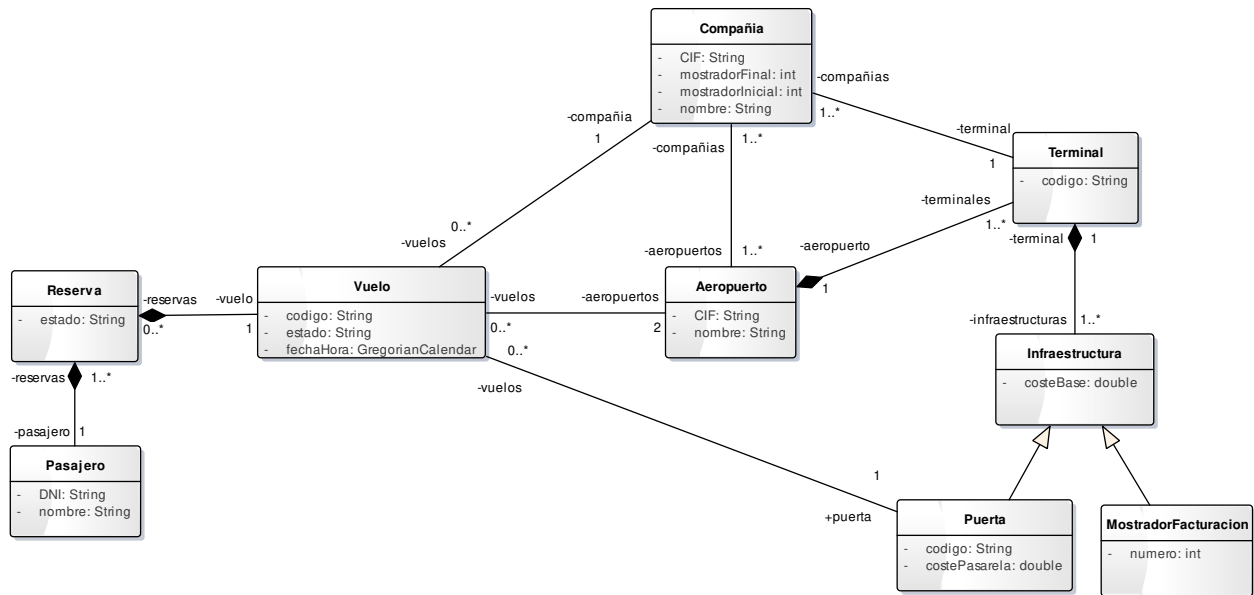 Compañia
- CIF: String
- mostradorFinal: int
- mostradorInicial: int
- nombre: String
-compañias
1..*
-terminal
1
Terminal
- codigo: String
-compañia
1
-compañias
1..*
-terminales
1..*
-terminal
1
0..*
-vuelos
-aeropuertos
1..*
-aeropuerto
1
Reserva
- estado: String
-reservas
0..*
-vuelo
1
Vuelo
- codigo: String
- estado: String
- fechaHora: GregorianCalendar
-vuelos
0..*
-aeropuertos
2
Aeropuerto
- CIF: String
- nombre: String
-infraestructuras
1..*
Infraestructura
- costeBase: double
0..*
-vuelos
-reservas
1..*
-pasajero
1
Pasajero
- DNI: String
- nombre: String
1
+puerta
Puerta
- codigo: String
- costePasarela: double
MostradorFacturacion
- numero: int